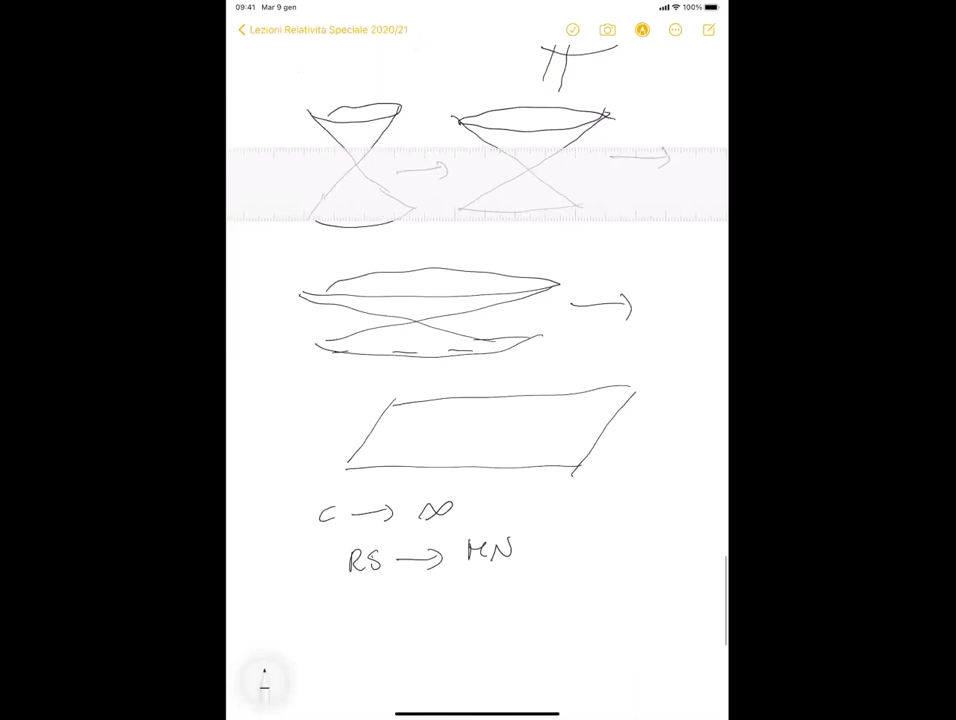 09:41 Mar 9 gen 100%
Lezioni Relatività Speciale 2020/21
c → ∞
RS → MN